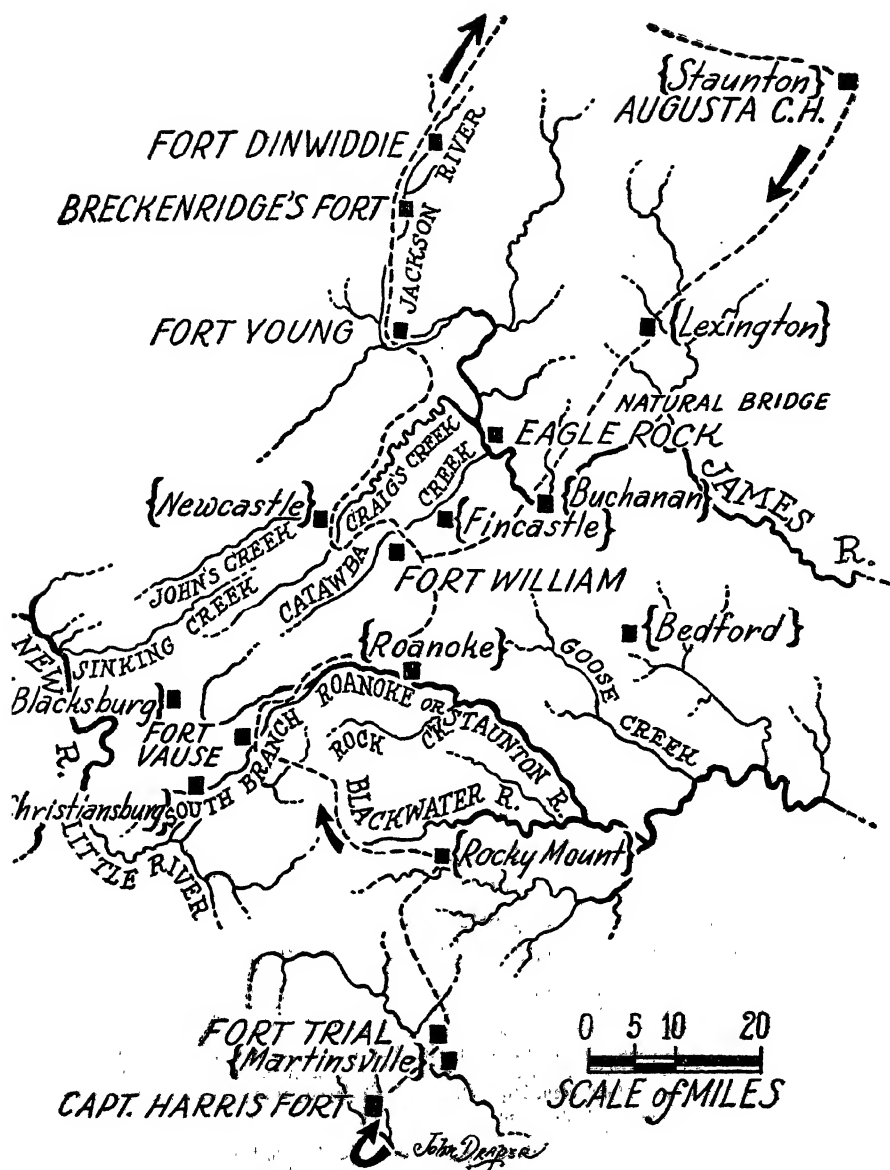 {Staunton}
AUGUSTA C.H.
FORT DINWIDDIE
JACKSON RIVER
BRECKENRIDGE'S FORT
FORT YOUNG
{Lexington}
NATURAL BRIDGE
EAGLE ROCK
JAMES R.
{Newcastle}
CRAIG'S CREEK
{Buchanan}
{Fincastle}
JOHN'S CREEK
CATAWBA CREEK
FORT WILLIAM
SINKING CREEK
NEW R.
{Roanoke}
{Bedford}
GOOSE CREEK
Blacksburg}
FORT
VAUSE
SOUTH BRANCH ROANOKE OR STAUNTON R.
ROCK CK.
Christiansburg}
BLACKWATER R.
LITTLE RIVER
{Rocky Mount}
FORT TRIAL
{Martinsville}
0 5 10 20
SCALE of MILES
CAPT. HARRIS FORT
John DRAPER